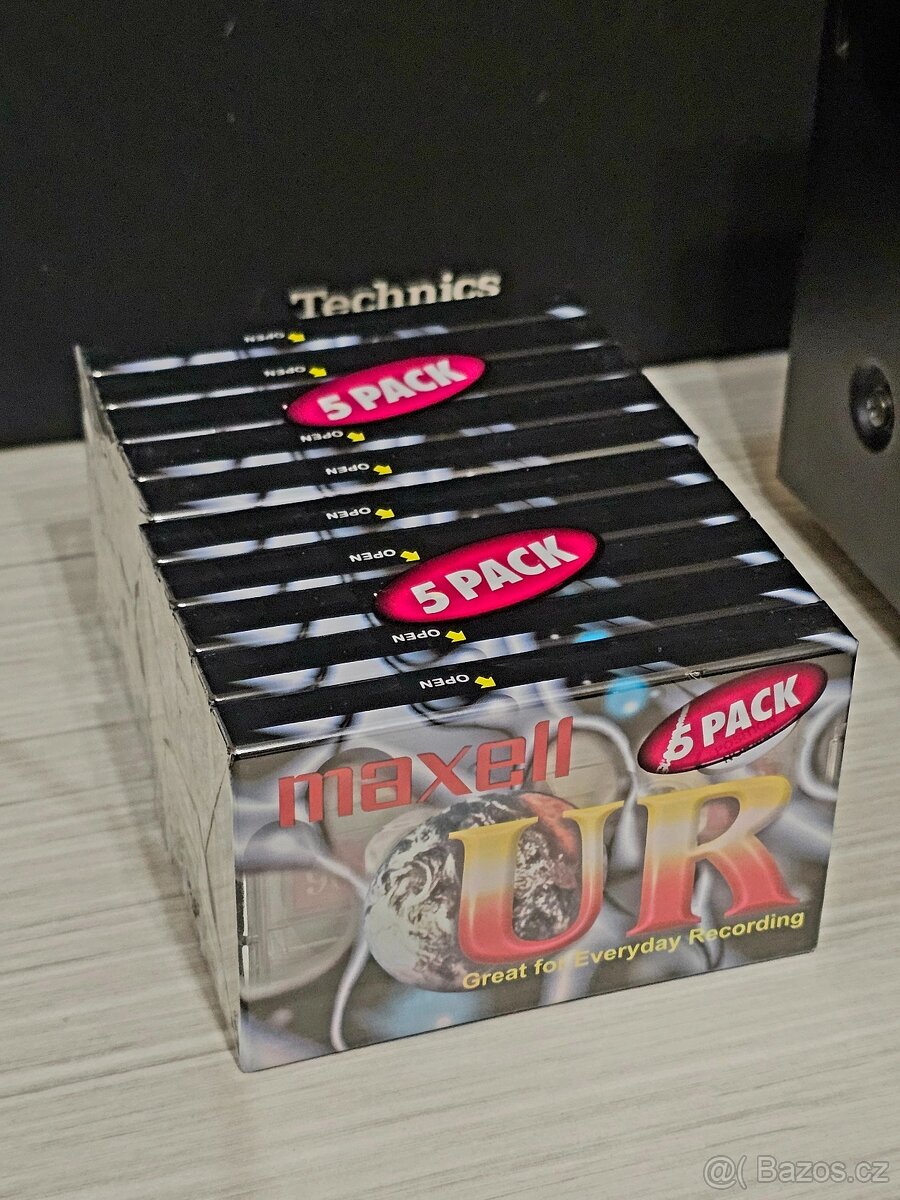 Technics
OPEN
OPEN
5 PACK
OPEN
OPEN
OPEN
OPEN
5 PACK
OPEN
OPEN
5 PACK
maxell
UR
Great for Everyday Recording
@( Bazos.cz